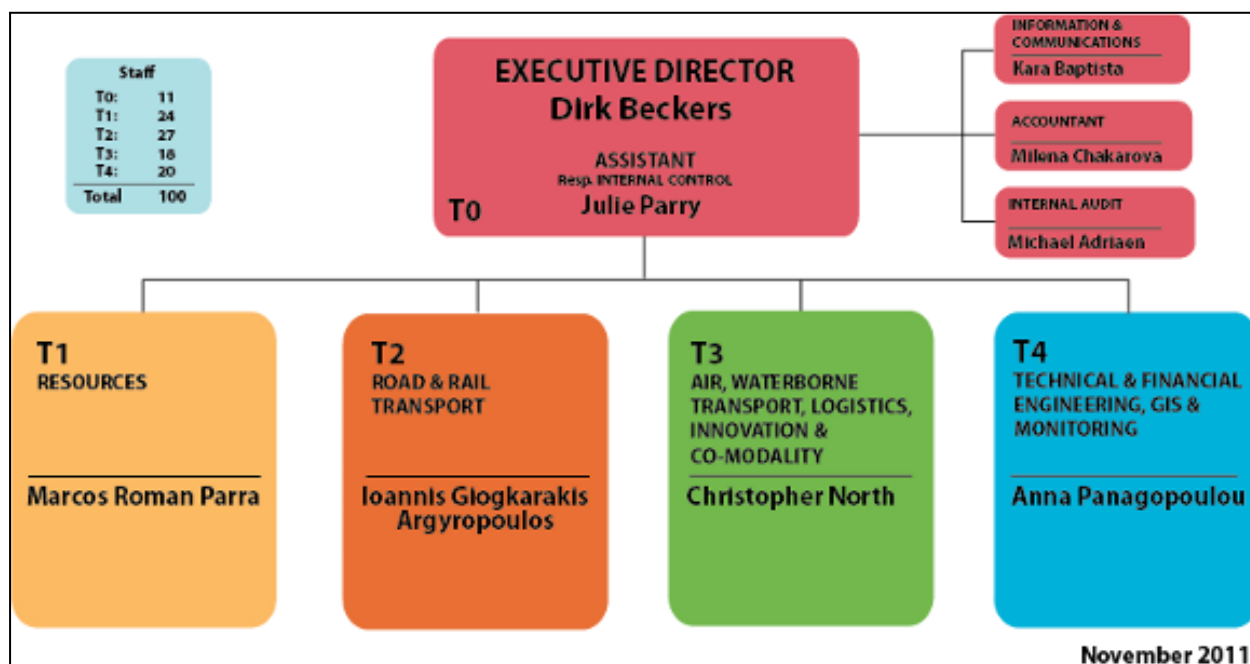 Staff
T0: 11
T1: 24
T2: 27
T3: 18
T4: 20
Total 100
EXECUTIVE DIRECTOR
Dirk Beckers
ASSISTANT
Resp. INTERNAL CONTROL
Julie Parry
T0
INFORMATION &
COMMUNICATIONS
Kara Baptista
ACCOUNTANT
Milena Chakarova
INTERNAL AUDIT
Michael Adriaen
T1
RESOURCES
Marcos Roman Parra
T2
ROAD & RAIL
TRANSPORT
Ioannis Giogkarakis
Argyropoulos
T3
AIR, WATERBORNE
TRANSPORT, LOGISTICS,
INNOVATION &
CO-MODALITY
Christopher North
T4
TECHNICAL & FINANCIAL
ENGINEERING, GIS &
MONITORING
Anna Panagopoulou
November 2011